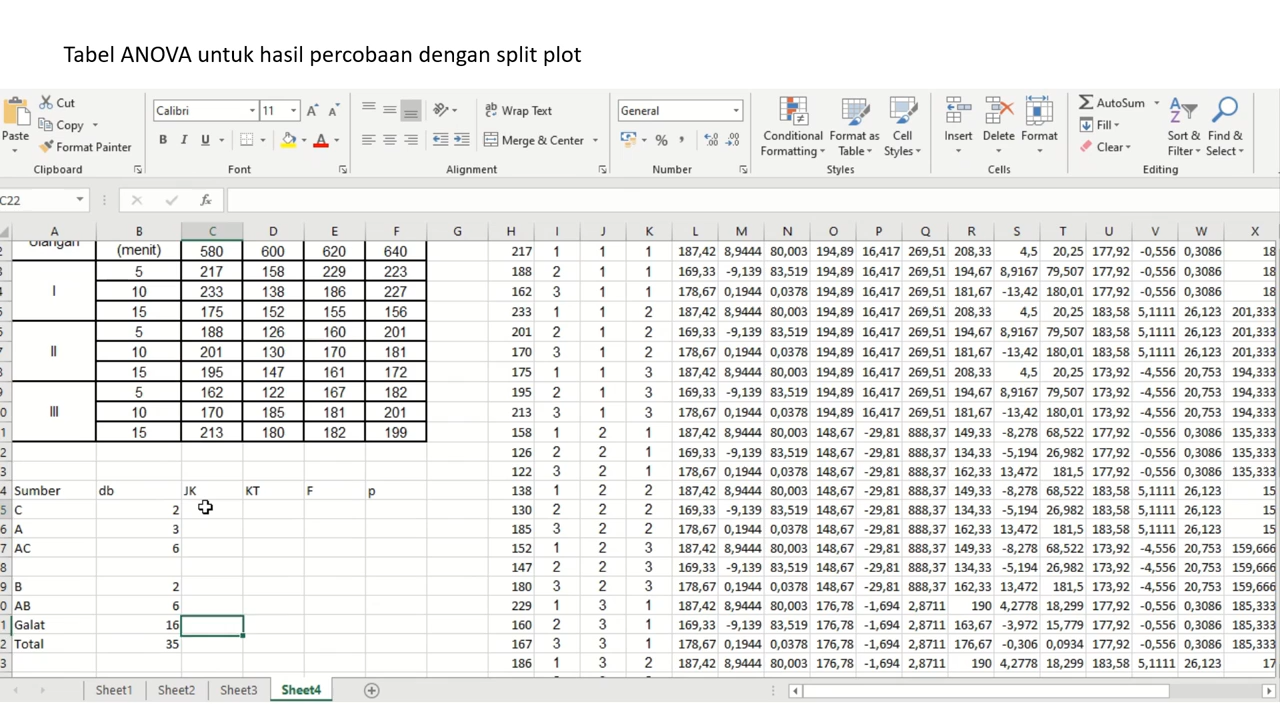 Tabel ANOVA untuk hasil percobaan dengan split plot
Cut
Copy
Format Painter
Paste
Clipboard
Calibri 11
B I U
Font
Wrap Text
Merge & Center
Alignment
General
Number
Conditional Formatting
Format as Table
Cell Styles
Styles
Insert Delete Format
Cells
AutoSum
Fill
Clear
Sort & Filter
Find & Select
Editing
C22 fx
A B C D E F G H I J K L M N O P Q R S T U V W X
2 (menit) 580 600 620 640 217 1 1 1 187,42 8,9444 80,003 194,89 16,417 269,51 208,33 4,5 20,25 177,92 -0,556 0,3086 18
3 5 217 158 229 223 188 2 1 1 169,33 -9,139 83,519 194,89 16,417 269,51 194,67 8,9167 79,507 177,92 -0,556 0,3086 18
4 I 10 233 138 186 227 162 3 1 1 178,67 0,1944 0,0378 194,89 16,417 269,51 181,67 -13,42 180,01 177,92 -0,556 0,3086 18
5 15 175 152 155 156 233 1 1 2 187,42 8,9444 80,003 194,89 16,417 269,51 208,33 4,5 20,25 183,58 5,1111 26,123 201,333
6 5 188 126 160 201 201 2 1 2 169,33 -9,139 83,519 194,89 16,417 269,51 194,67 8,9167 79,507 183,58 5,1111 26,123 201,333
7 II 10 201 130 170 181 170 3 1 2 178,67 0,1944 0,0378 194,89 16,417 269,51 181,67 -13,42 180,01 183,58 5,1111 26,123 201,333
8 15 195 147 161 172 175 1 1 3 187,42 8,9444 80,003 194,89 16,417 269,51 208,33 4,5 20,25 173,92 -4,556 20,753 194,333
9 5 162 122 167 182 195 2 1 3 169,33 -9,139 83,519 194,89 16,417 269,51 194,67 8,9167 79,507 173,92 -4,556 20,753 194,333
0 III 10 170 185 181 201 213 3 1 3 178,67 0,1944 0,0378 194,89 16,417 269,51 181,67 -13,42 180,01 173,92 -4,556 20,753 194,333
1 15 213 180 182 199 158 1 2 1 187,42 8,9444 80,003 148,67 -29,81 888,37 149,33 -8,278 68,522 177,92 -0,556 0,3086 135,333
2 126 2 2 1 169,33 -9,139 83,519 148,67 -29,81 888,37 134,33 -5,194 26,982 177,92 -0,556 0,3086 135,333
3 122 3 2 1 178,67 0,1944 0,0378 148,67 -29,81 888,37 162,33 13,472 181,5 177,92 -0,556 0,3086 135,333
4 Sumber db JK KT F p 138 1 2 2 187,42 8,9444 80,003 148,67 -29,81 888,37 149,33 -8,278 68,522 183,58 5,1111 26,123 15
5 C 2 130 2 2 2 169,33 -9,139 83,519 148,67 -29,81 888,37 134,33 -5,194 26,982 183,58 5,1111 26,123 15
6 A 3 185 3 2 2 178,67 0,1944 0,0378 148,67 -29,81 888,37 162,33 13,472 181,5 183,58 5,1111 26,123 15
7 AC 6 152 1 2 3 187,42 8,9444 80,003 148,67 -29,81 888,37 149,33 -8,278 68,522 173,92 -4,556 20,753 159,666
8 147 2 2 3 169,33 -9,139 83,519 148,67 -29,81 888,37 134,33 -5,194 26,982 173,92 -4,556 20,753 159,666
9 B 2 180 3 2 3 178,67 0,1944 0,0378 148,67 -29,81 888,37 162,33 13,472 181,5 173,92 -4,556 20,753 159,666
0 AB 6 229 1 3 1 187,42 8,9444 80,003 176,78 -1,694 2,8711 190 4,2778 18,299 177,92 -0,556 0,3086 185,333
1 Galat 16 160 2 3 1 169,33 -9,139 83,519 176,78 -1,694 2,8711 163,67 -3,972 15,779 177,92 -0,556 0,3086 185,333
2 Total 35 167 3 3 1 178,67 0,1944 0,0378 176,78 -1,694 2,8711 176,67 -0,306 0,0934 177,92 -0,556 0,3086 185,333
3 186 1 3 2 187,42 8,9444 80,003 176,78 -1,694 2,8711 190 4,2778 18,299 183,58 5,1111 26,123 17
Sheet1 Sheet2 Sheet3 Sheet4